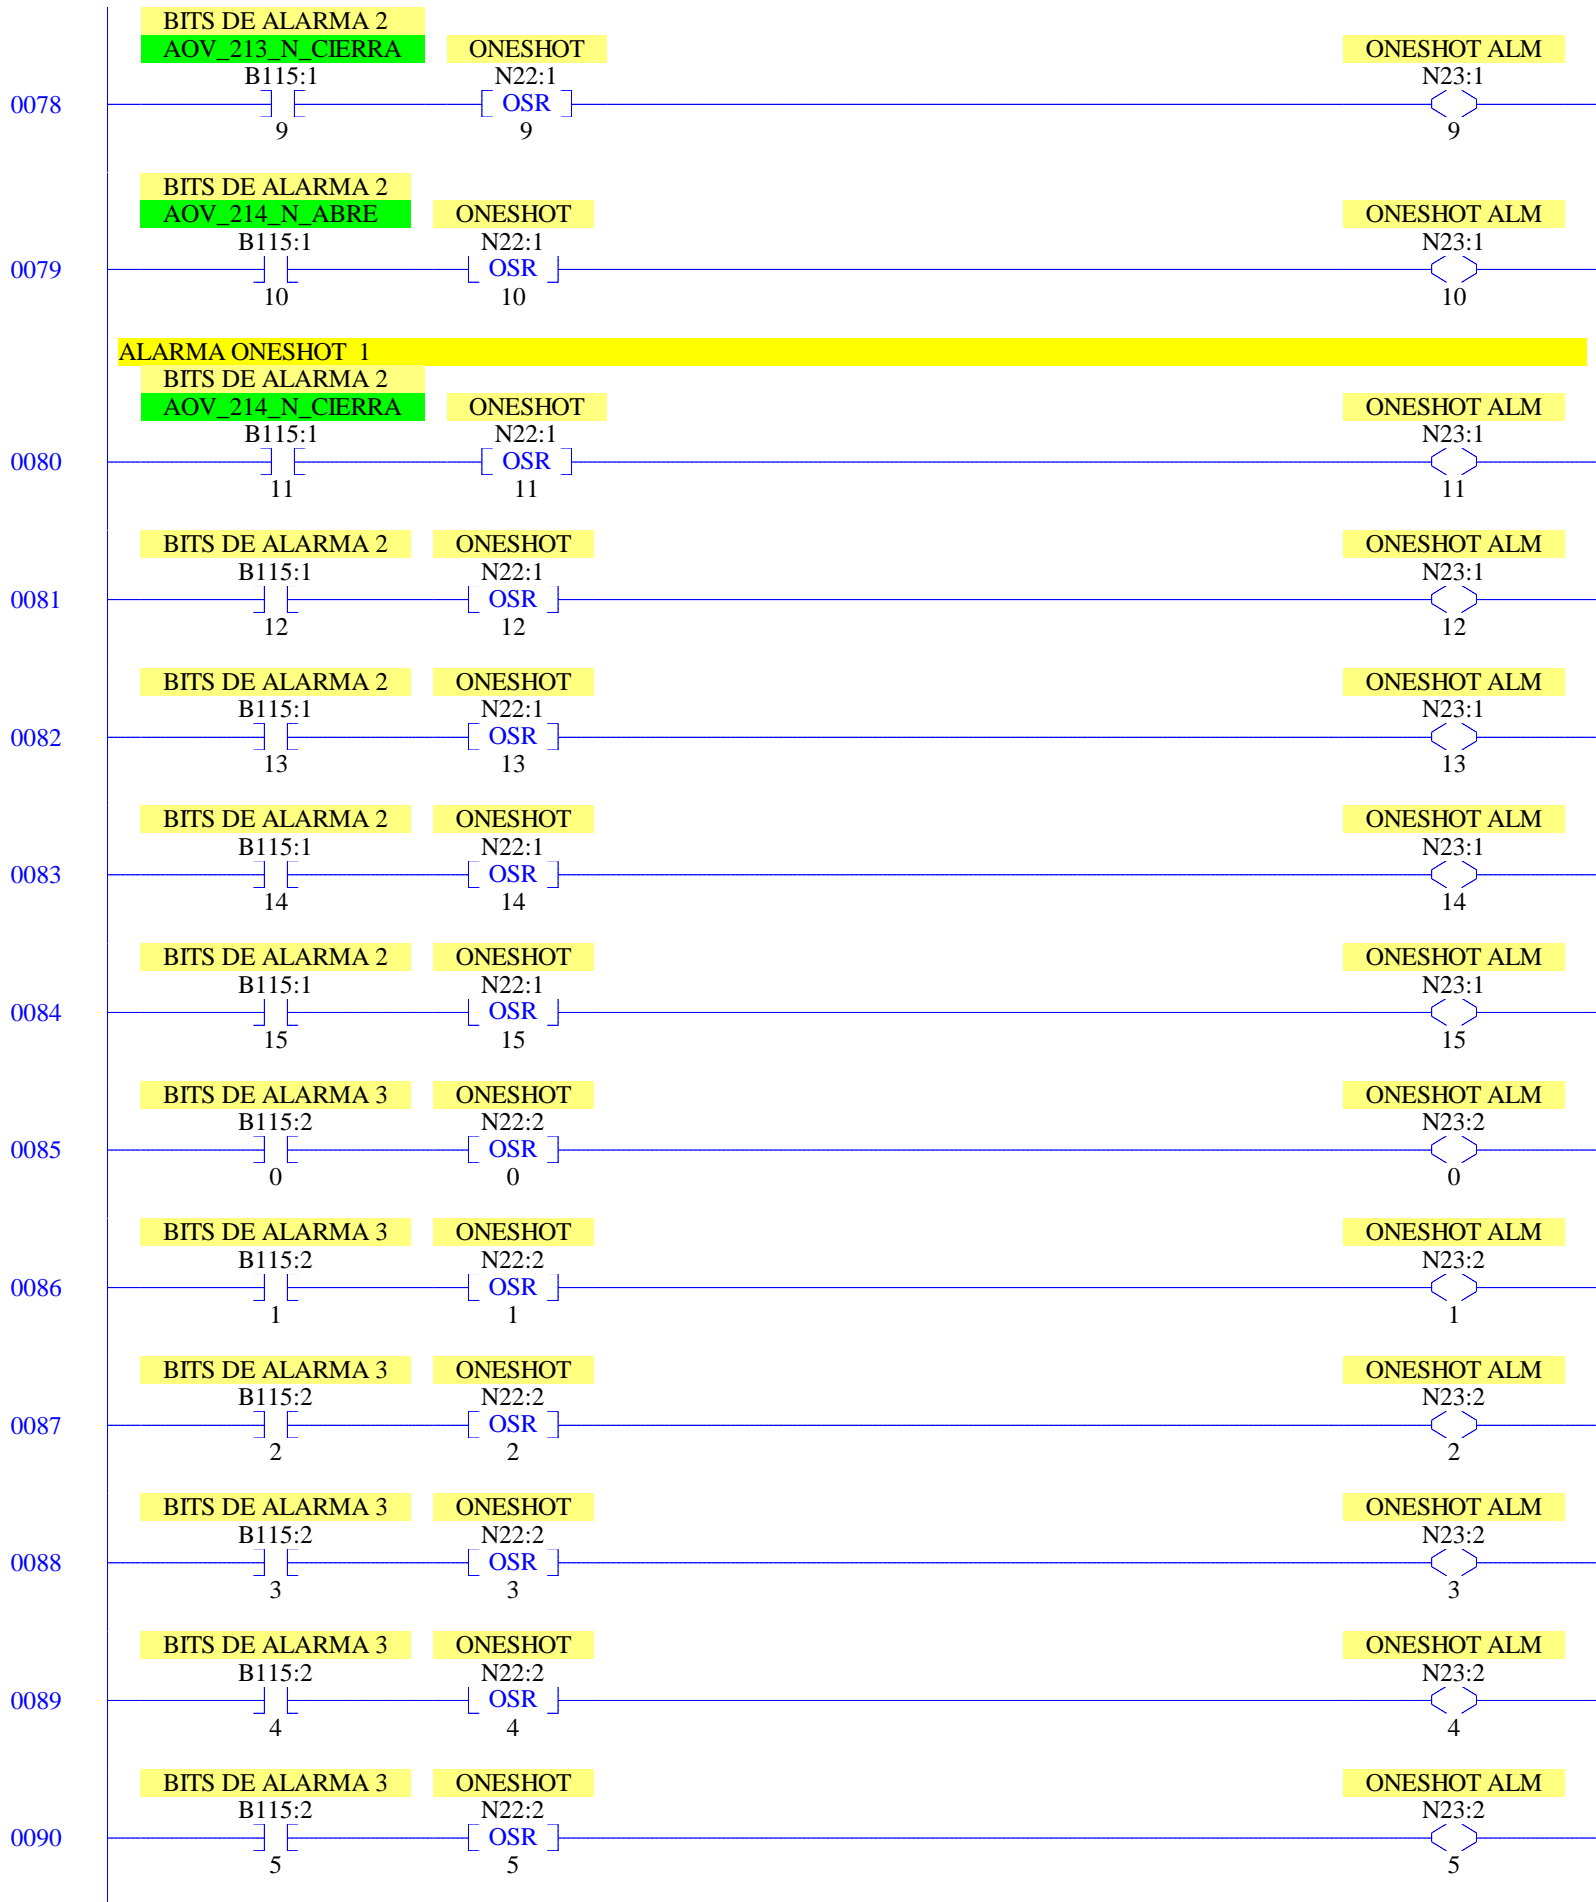 BITS DE ALARMA 2
AOV_213_N_CIERRA ONESHOT ONESHOT ALM
B115:1 N22:1 N23:1
0078 OSR
9 9 9
BITS DE ALARMA 2
AOV_214_N_ABRE ONESHOT ONESHOT ALM
B115:1 N22:1 N23:1
0079 OSR
10 10 10
ALARMA ONESHOT 1
BITS DE ALARMA 2
AOV_214_N_CIERRA ONESHOT ONESHOT ALM
B115:1 N22:1 N23:1
0080 OSR
11 11 11
BITS DE ALARMA 2 ONESHOT ONESHOT ALM
B115:1 N22:1 N23:1
0081 OSR
12 12 12
BITS DE ALARMA 2 ONESHOT ONESHOT ALM
B115:1 N22:1 N23:1
0082 OSR
13 13 13
BITS DE ALARMA 2 ONESHOT ONESHOT ALM
B115:1 N22:1 N23:1
0083 OSR
14 14 14
BITS DE ALARMA 2 ONESHOT ONESHOT ALM
B115:1 N22:1 N23:1
0084 OSR
15 15 15
BITS DE ALARMA 3 ONESHOT ONESHOT ALM
B115:2 N22:2 N23:2
0085 OSR
0 0 0
BITS DE ALARMA 3 ONESHOT ONESHOT ALM
B115:2 N22:2 N23:2
0086 OSR
1 1 1
BITS DE ALARMA 3 ONESHOT ONESHOT ALM
B115:2 N22:2 N23:2
0087 OSR
2 2 2
BITS DE ALARMA 3 ONESHOT ONESHOT ALM
B115:2 N22:2 N23:2
0088 OSR
3 3 3
BITS DE ALARMA 3 ONESHOT ONESHOT ALM
B115:2 N22:2 N23:2
0089 OSR
4 4 4
BITS DE ALARMA 3 ONESHOT ONESHOT ALM
B115:2 N22:2 N23:2
0090 OSR
5 5 5